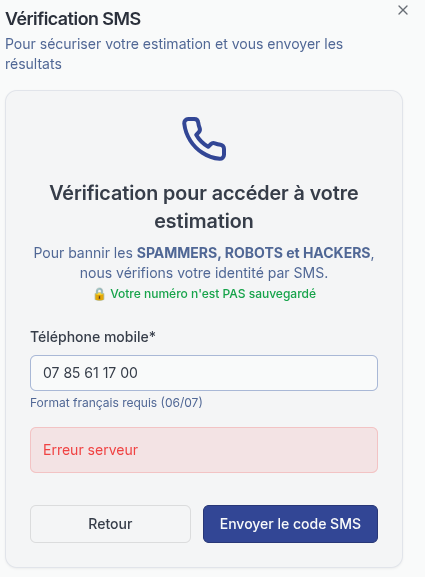 Vérification SMS
Pour sécuriser votre estimation et vous envoyer les
résultats
Vérification pour accéder à votre
estimation
Pour bannir les SPAMMERS, ROBOTS et HACKERS,
nous vérifions votre identité par SMS.
🔒 Votre numéro n'est PAS sauvegardé
Téléphone mobile*
07 85 61 17 00
Format français requis (06/07)
Erreur serveur
Retour
Envoyer le code SMS